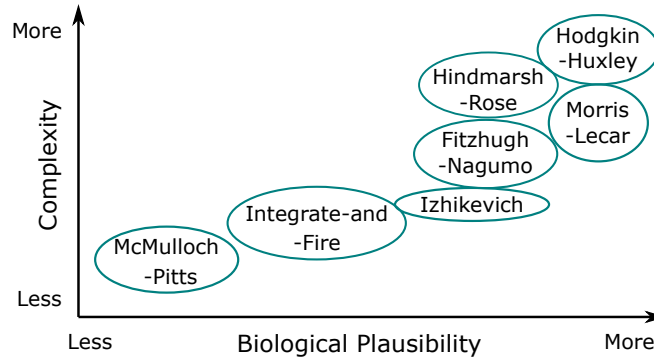 More
Hodgkin
-Huxley
Hindmarsh
-Rose
Morris
-Lecar
Fitzhugh
-Nagumo
Complexity
Izhikevich
Integrate-and
-Fire
McMulloch
-Pitts
Less
Less
Biological Plausibility
More